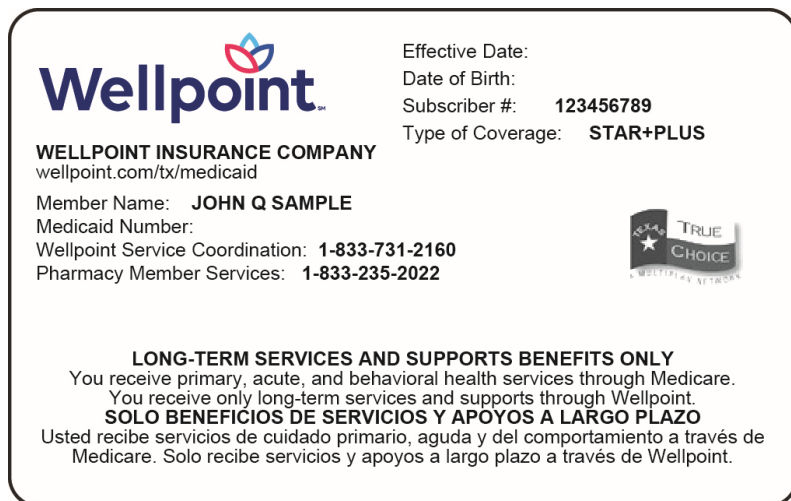 Wellpoint SM
Effective Date:
Date of Birth:
Subscriber #: 123456789
Type of Coverage: STAR+PLUS
WELLPOINT INSURANCE COMPANY
wellpoint.com/tx/medicaid
Member Name: JOHN Q SAMPLE
Medicaid Number:
Wellpoint Service Coordination: 1-833-731-2160
Pharmacy Member Services: 1-833-235-2022
TEXAS TRUE
CHOICE
A MULTIPLAN NETWORK
LONG-TERM SERVICES AND SUPPORTS BENEFITS ONLY
You receive primary, acute, and behavioral health services through Medicare.
You receive only long-term services and supports through Wellpoint.
SOLO BENEFICIOS DE SERVICIOS Y APOYOS A LARGO PLAZO
Usted recibe servicios de cuidado primario, aguda y del comportamiento a través de
Medicare. Solo recibe servicios y apoyos a largo plazo a través de Wellpoint.